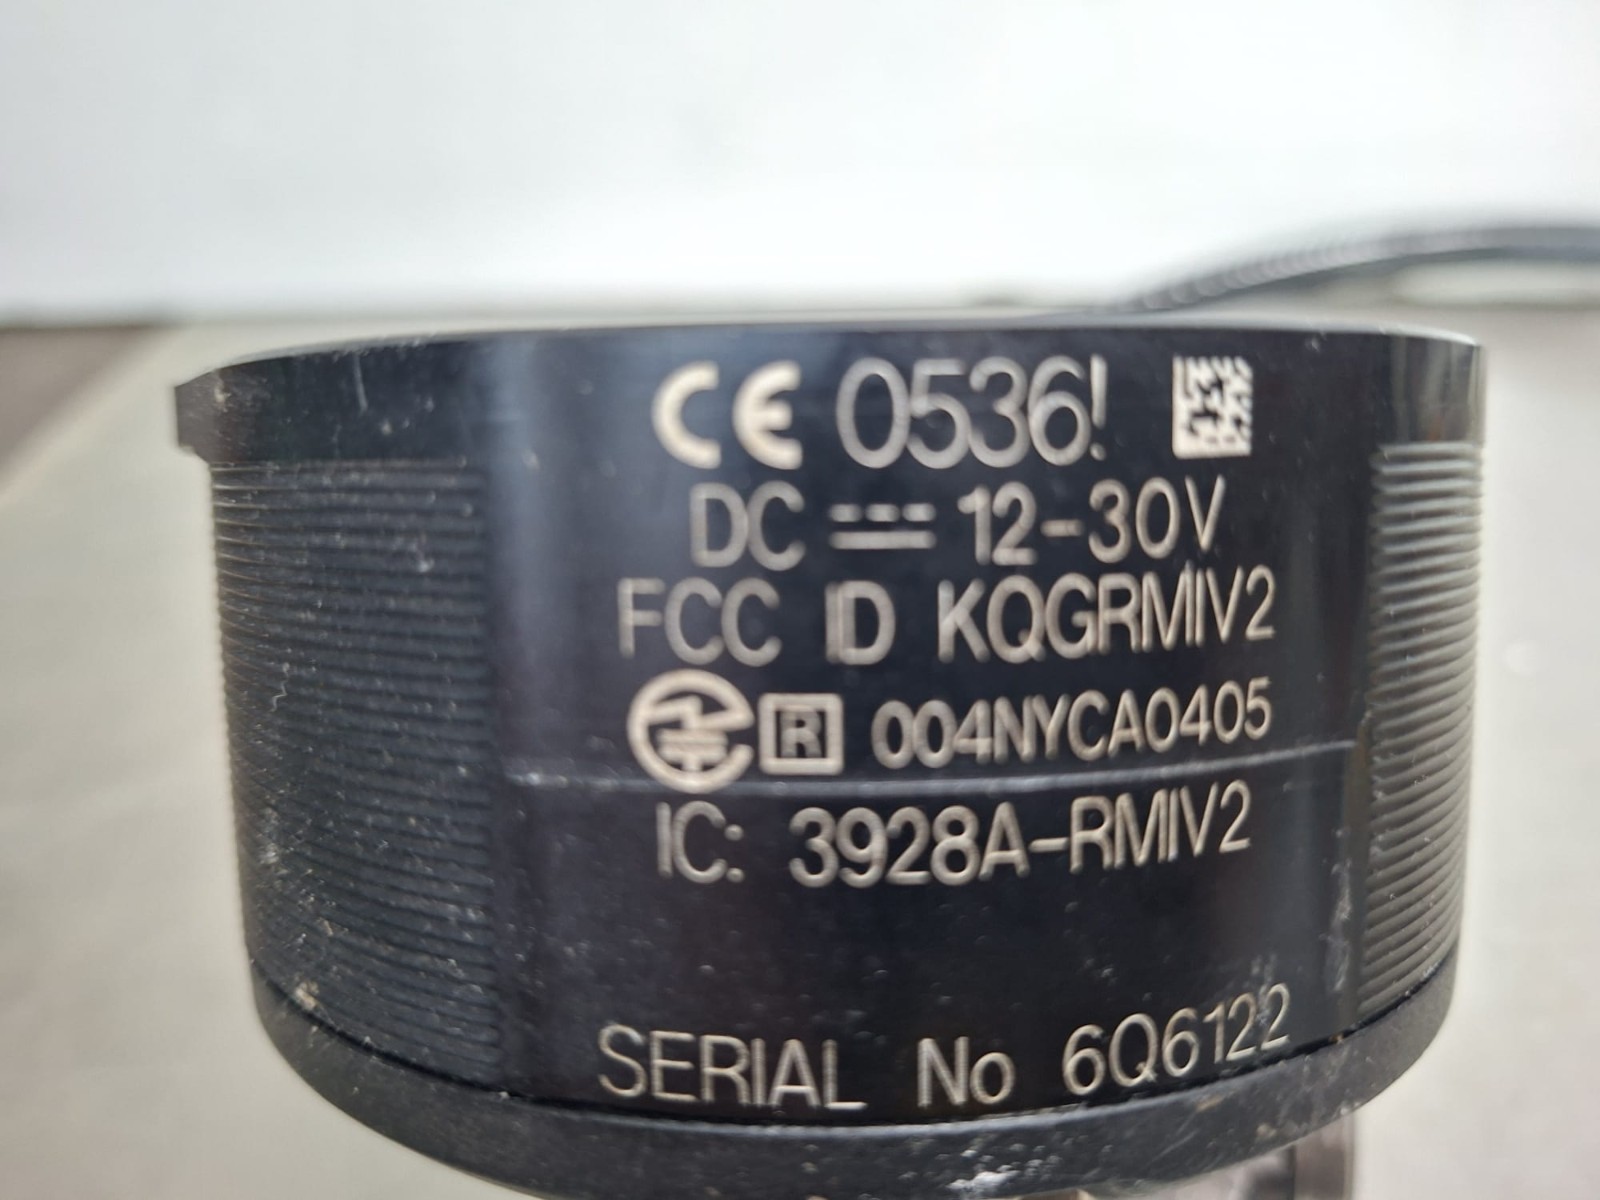 CE 0536!
DC 12-30V
FCC ID KQGRMIV2
R 004NYCA0405
IC: 3928A-RMIV2
SERIAL No 6Q6122